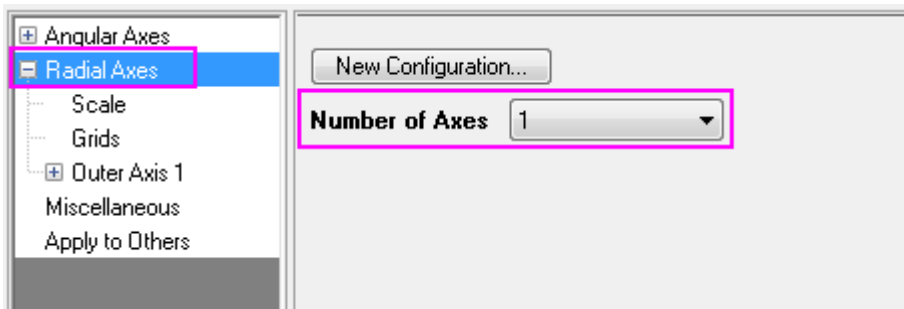 Angular Axes
Radial Axes
Scale
Grids
Outer Axis 1
Miscellaneous
Apply to Others
New Configuration...
Number of Axes 1